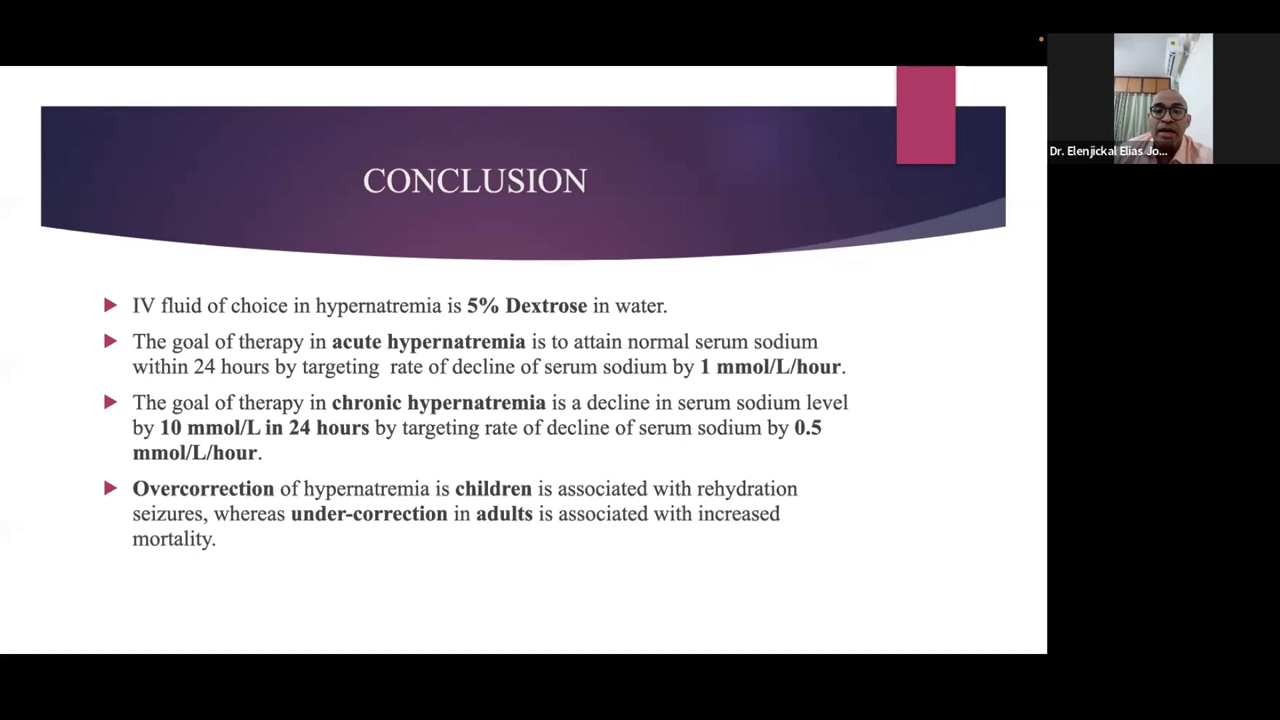 CONCLUSION
IV fluid of choice in hypernatremia is 5% Dextrose in water.
The goal of therapy in acute hypernatremia is to attain normal serum sodium
within 24 hours by targeting rate of decline of serum sodium by 1 mmol/L/hour.
The goal of therapy in chronic hypernatremia is a decline in serum sodium level
by 10 mmol/L in 24 hours by targeting rate of decline of serum sodium by 0.5
mmol/L/hour.
Overcorrection of hypernatremia is children is associated with rehydration
seizures, whereas under-correction in adults is associated with increased
mortality.
Dr. Elenjickal Elias Jo...